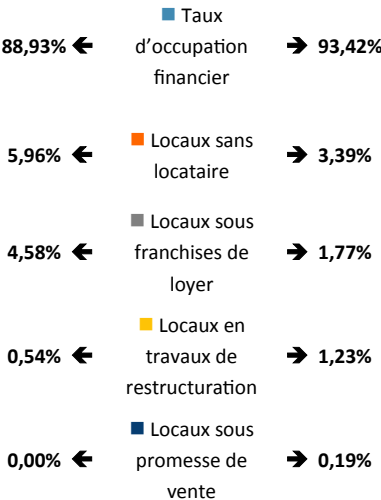 Taux
88,93% ← d’occupation → 93,42%
financier
5,96% ← Locaux sans → 3,39%
locataire
Locaux sous
4,58% ← franchises de → 1,77%
loyer
Locaux en
0,54% ← travaux de → 1,23%
restructuration
Locaux sous
0,00% ← promesse de → 0,19%
vente